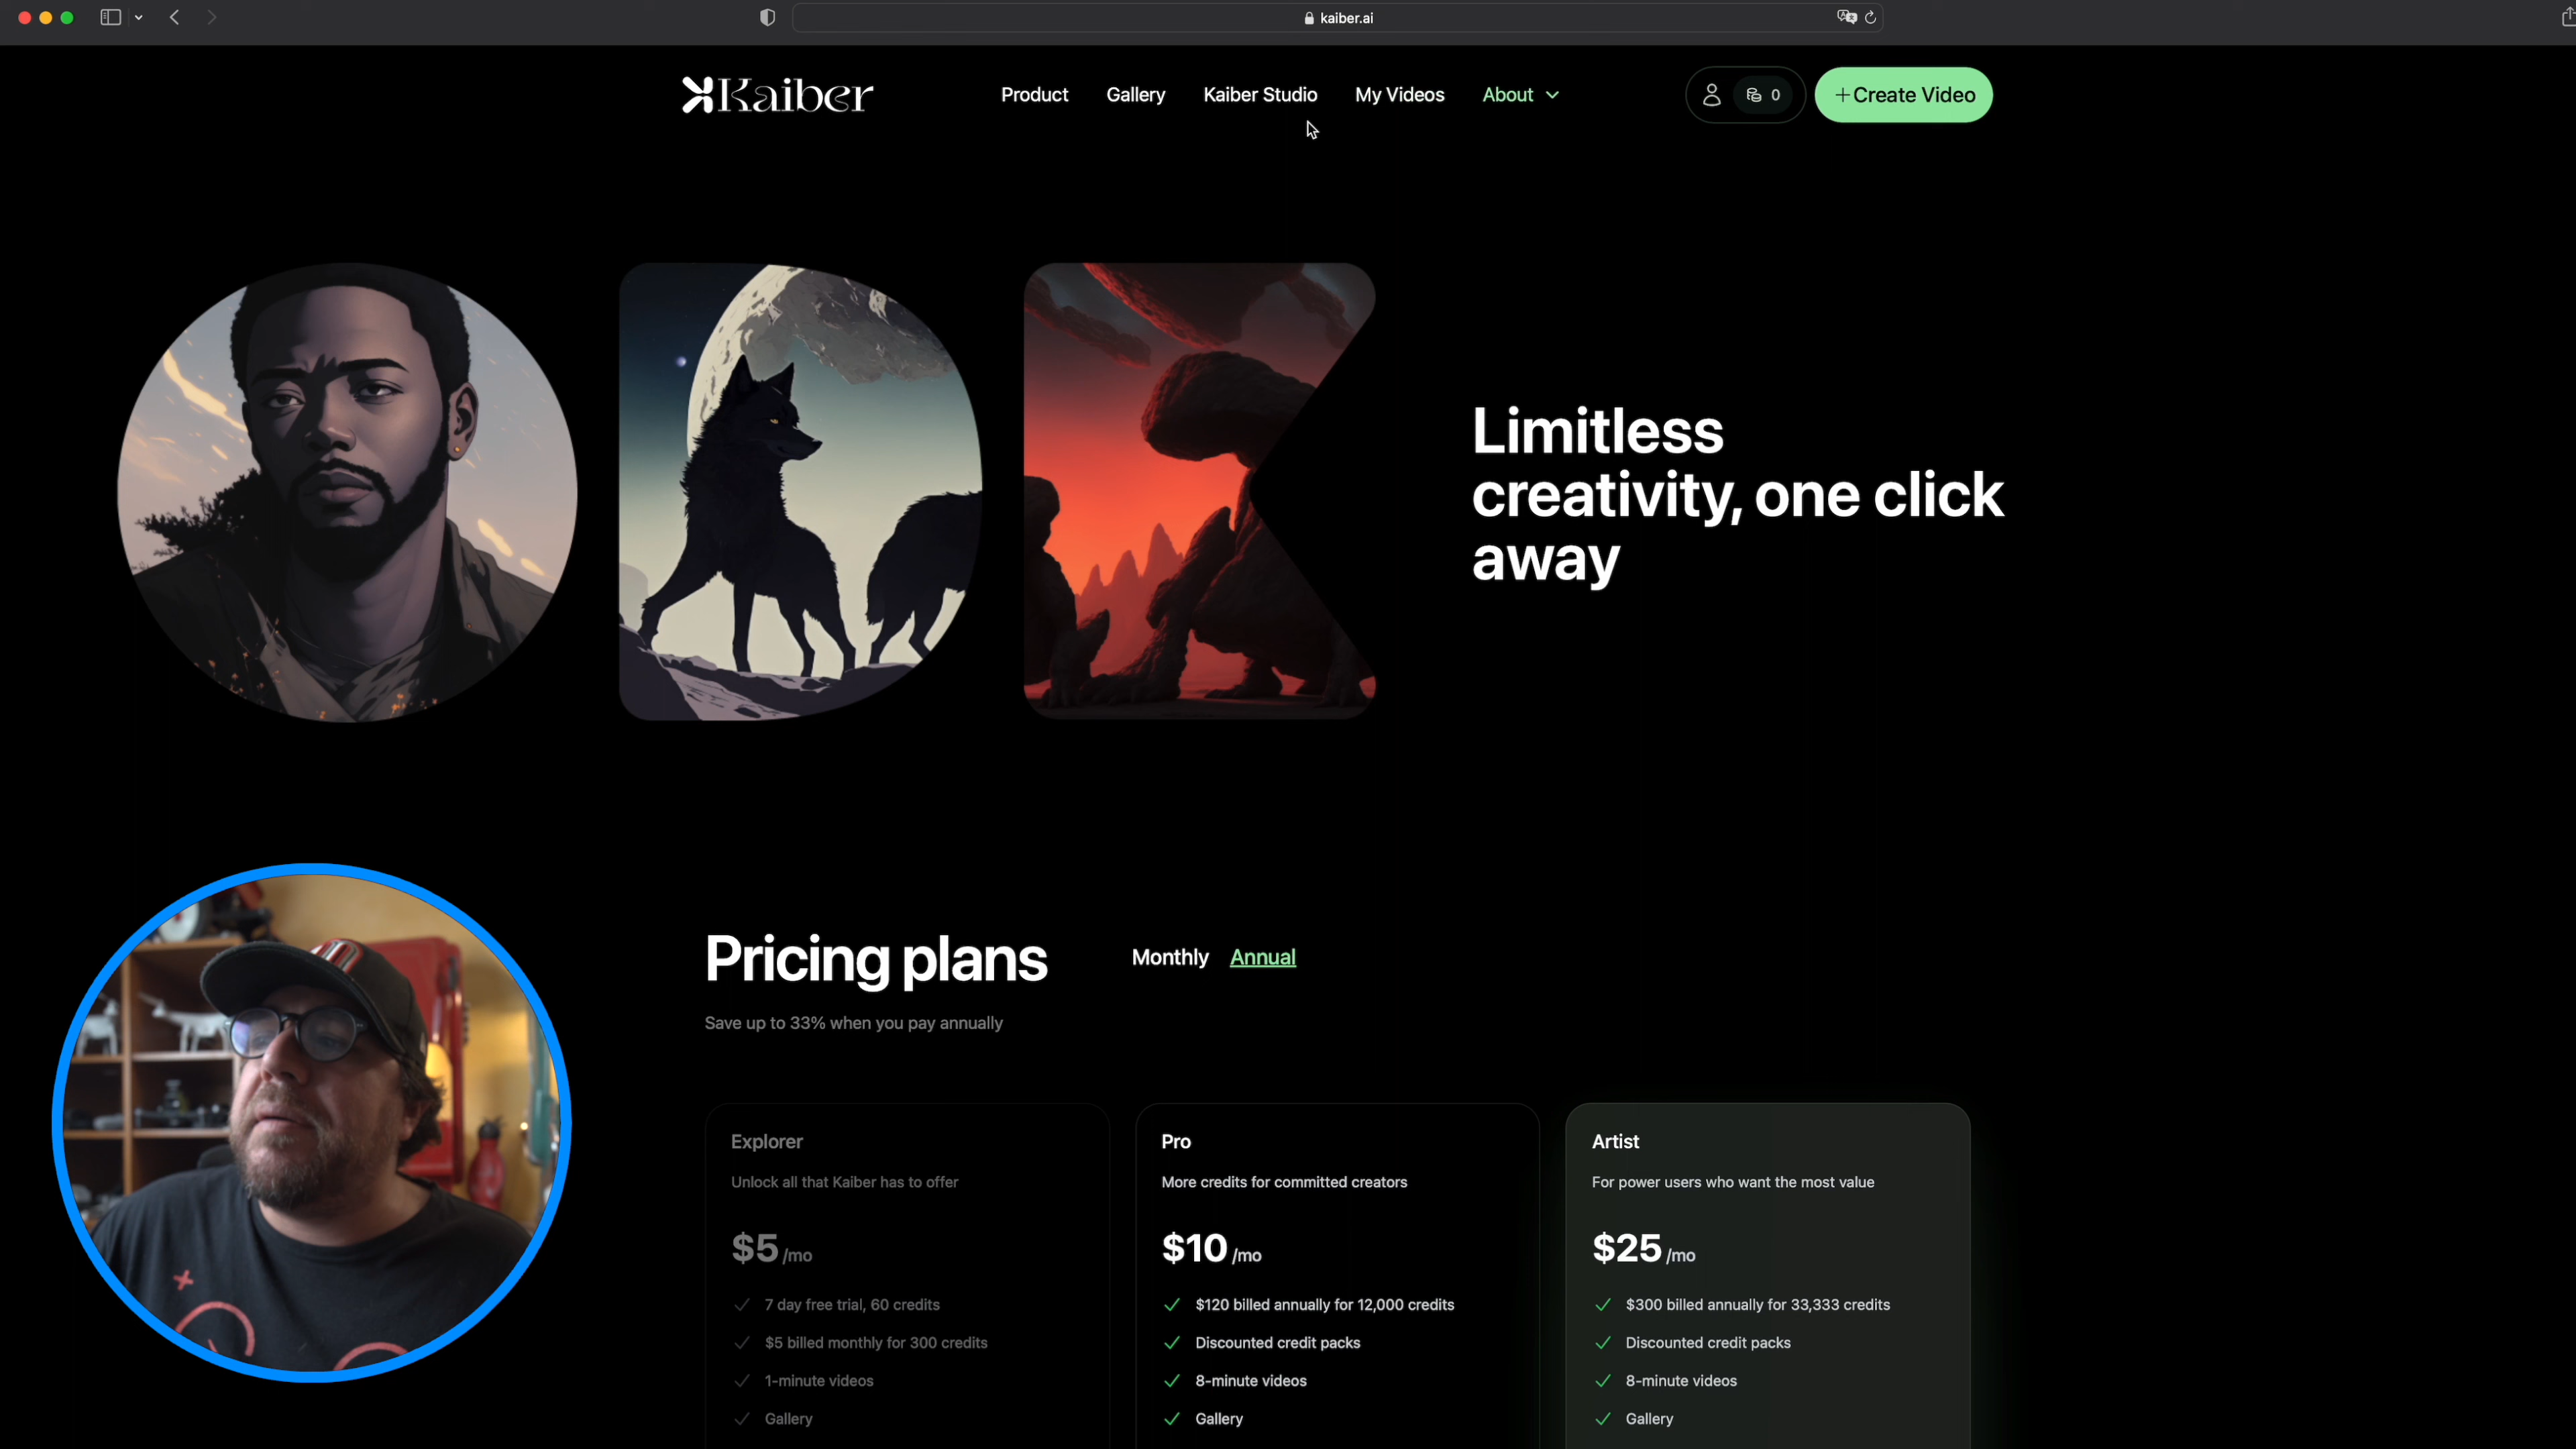 kaiber.ai
Kaiber
Product
Gallery
Kaiber Studio
My Videos
About
0
+Create Video
Limitless
creativity, one click
away
Pricing plans
Monthly
Annual
Save up to 33% when you pay annually
Explorer
Unlock all that Kaiber has to offer
$5 /mo
7 day free trial, 60 credits
$5 billed monthly for 300 credits
1-minute videos
Gallery
Pro
More credits for committed creators
$10 /mo
$120 billed annually for 12,000 credits
Discounted credit packs
8-minute videos
Gallery
Artist
For power users who want the most value
$25 /mo
$300 billed annually for 33,333 credits
Discounted credit packs
8-minute videos
Gallery